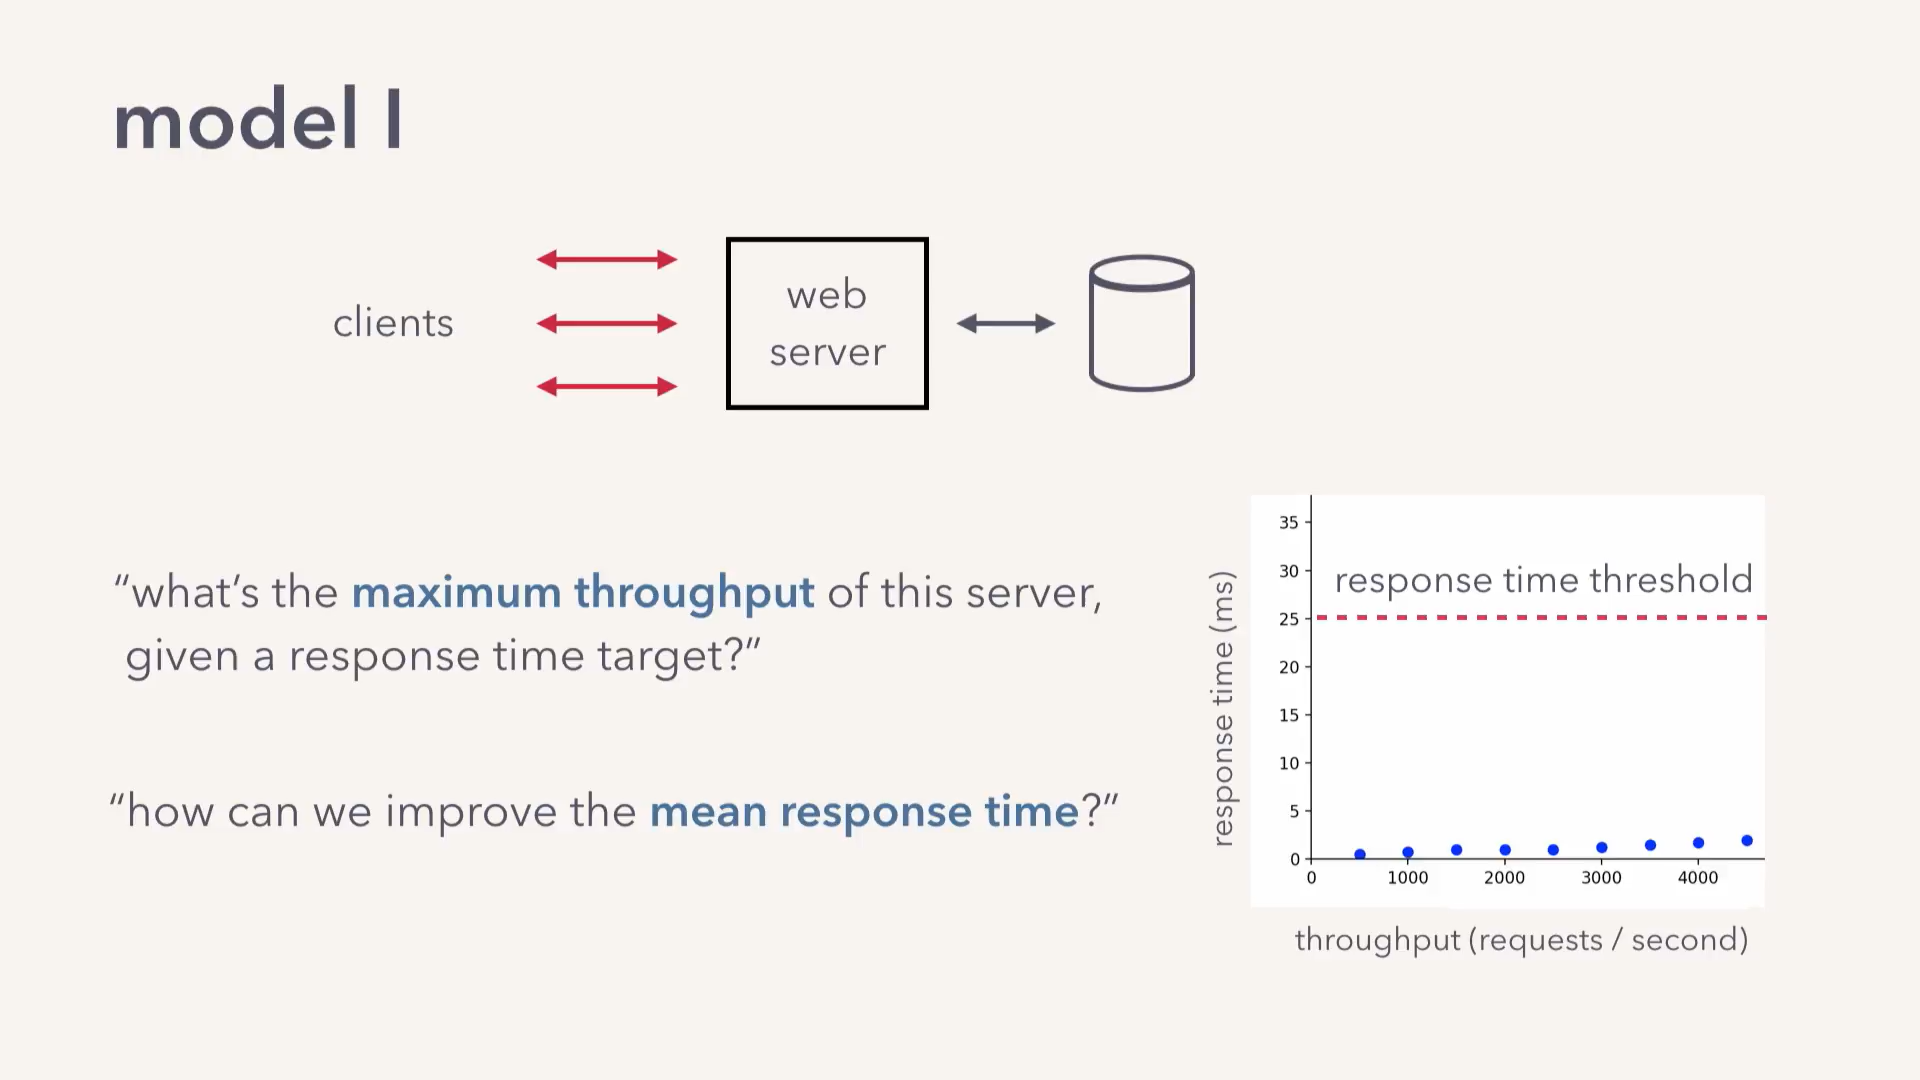 model I
clients
web
server
“what’s the maximum throughput of this server,
given a response time target?”
“how can we improve the mean response time?”
response time (ms)
35
30
25
20
15
10
5
0
response time threshold
0 1000 2000 3000 4000
throughput (requests / second)